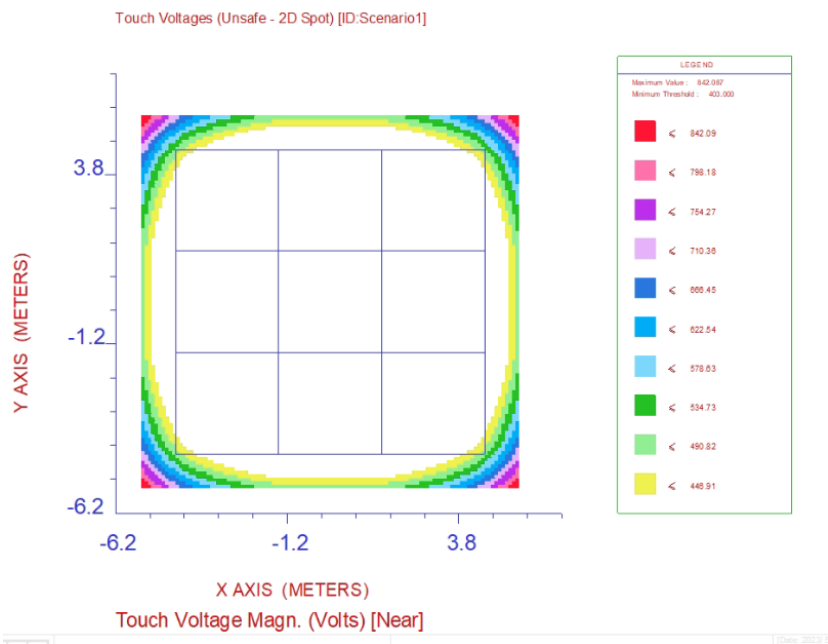 Touch Voltages (Unsafe - 2D Spot) [ID:Scenario1]
LEGEND
Maximum Value : 842.087
Minimum Threshold : 403.000
⩽ 842.09
⩽ 798.18
⩽ 754.27
⩽ 710.36
⩽ 666.45
⩽ 622.54
⩽ 578.63
⩽ 534.73
⩽ 490.82
⩽ 446.91
3.8
-1.2
-6.2
Y AXIS (METERS)
-6.2
-1.2
3.8
X AXIS (METERS)
Touch Voltage Magn. (Volts) [Near]